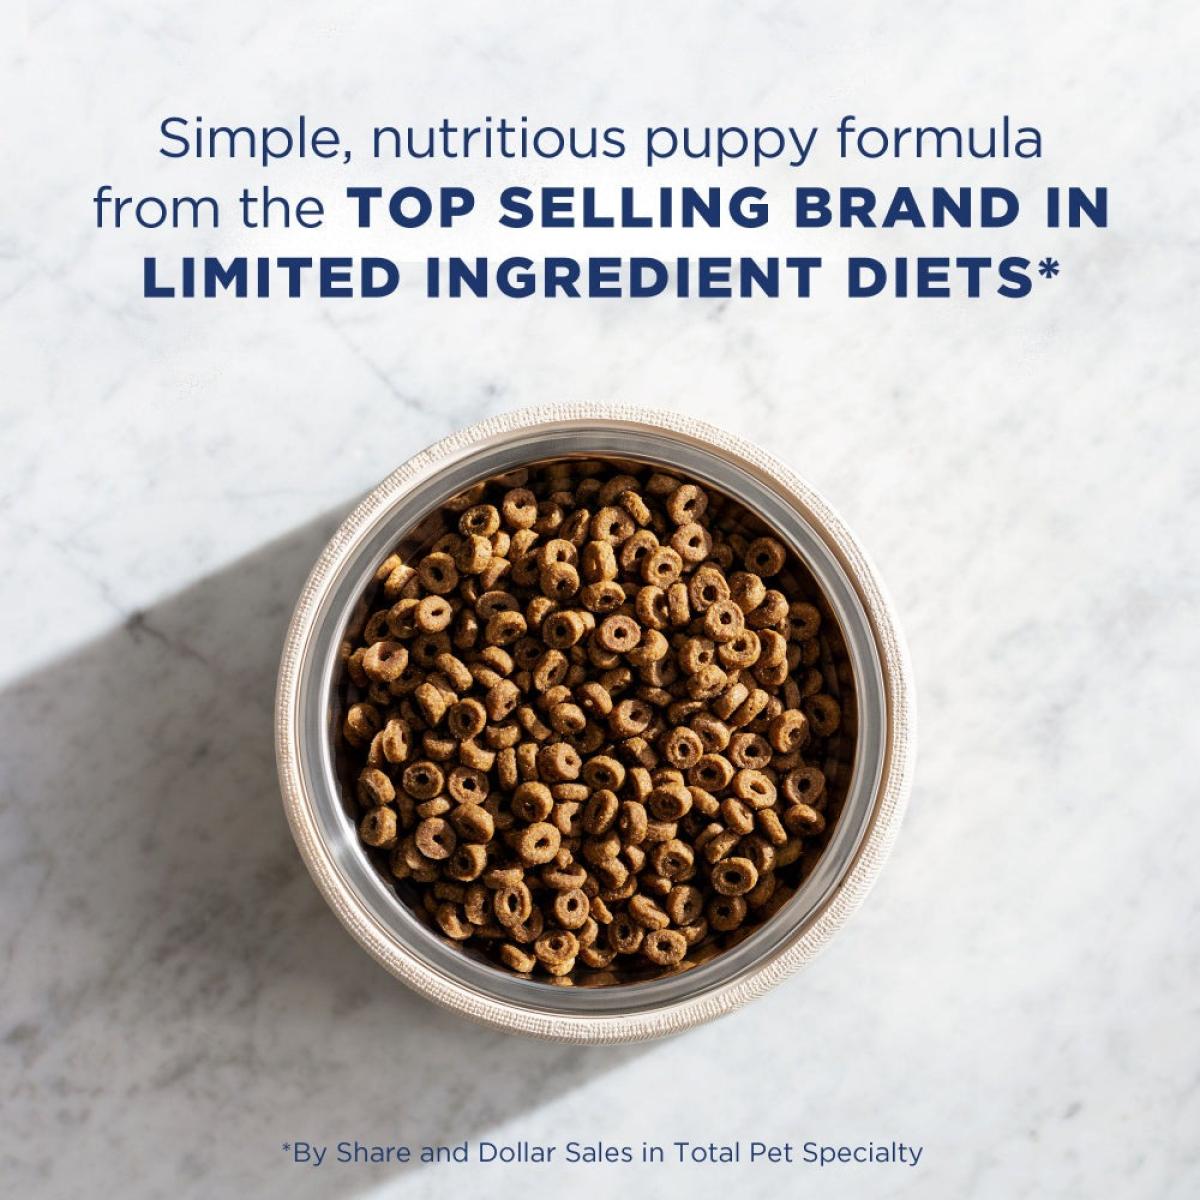 Simple, nutritious puppy formula
from the TOP SELLING BRAND IN
LIMITED INGREDIENT DIETS*
*By Share and Dollar Sales in Total Pet Specialty